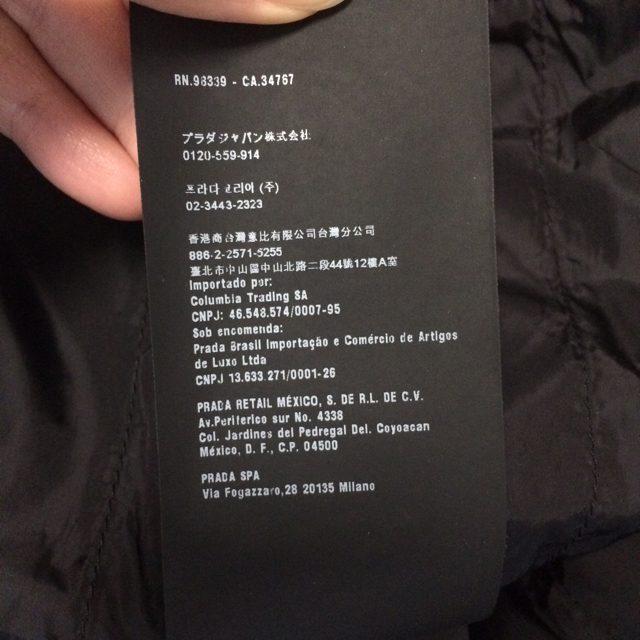 RN.98339 - CA.34767
プラダジャパン株式会社
0120-559-914
프라다 코리아 (주)
02-3443-2323
香港商台灣意比有限公司台灣分公司
886-2-2571-5255
臺北市中山區中山北路二段44號12樓A室
Importado por:
Columbia Trading SA
CNPJ: 46.548.574/0007-95
Sob encomenda:
Prada Brasil Importação e Comércio de Artigos
de Luxo Ltda
CNPJ 13.633.271/0001-26
PRADA RETAIL MÉXICO, S. DE R.L. DE C.V.
Av.Periferico sur No. 4338
Col. Jardines del Pedregal Del. Coyoacan
México, D. F., C.P. 04500
PRADA SPA
Via Fogazzaro,28 20135 Milano